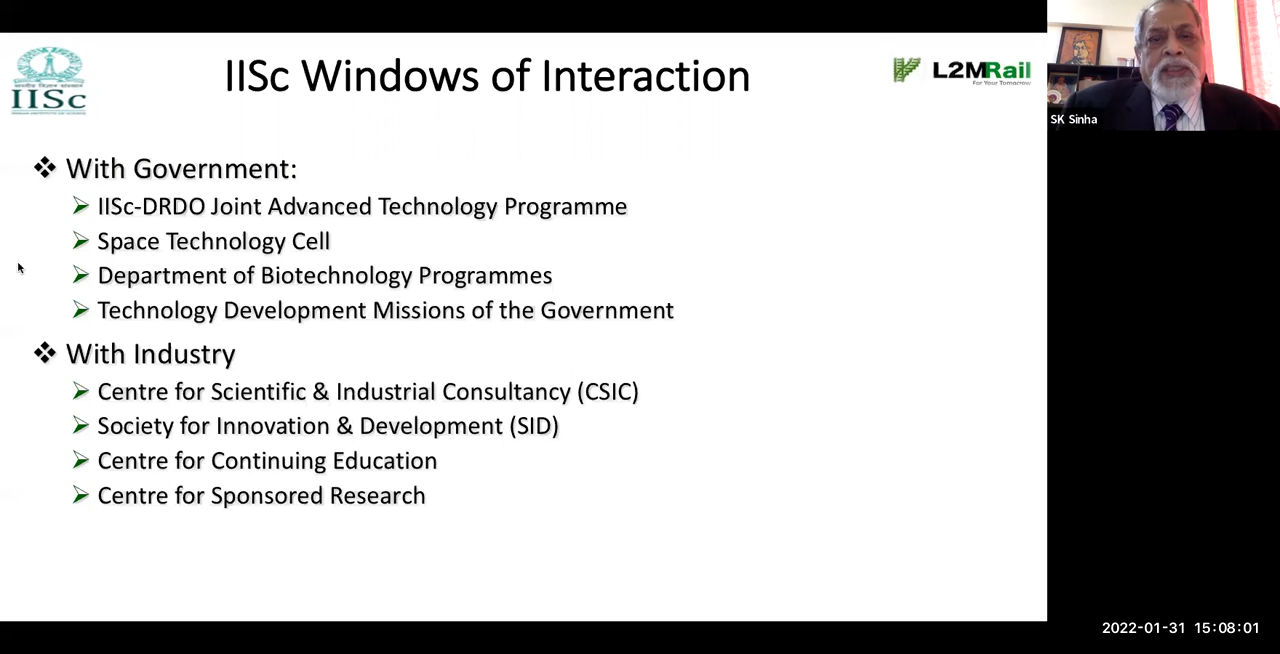 IISc Windows of Interaction
IISc
L2MRail
For Your Tomorrow
SK Sinha
With Government:
IISc-DRDO Joint Advanced Technology Programme
Space Technology Cell
Department of Biotechnology Programmes
Technology Development Missions of the Government
With Industry
Centre for Scientific & Industrial Consultancy (CSIC)
Society for Innovation & Development (SID)
Centre for Continuing Education
Centre for Sponsored Research
2022-01-31 15:08:01